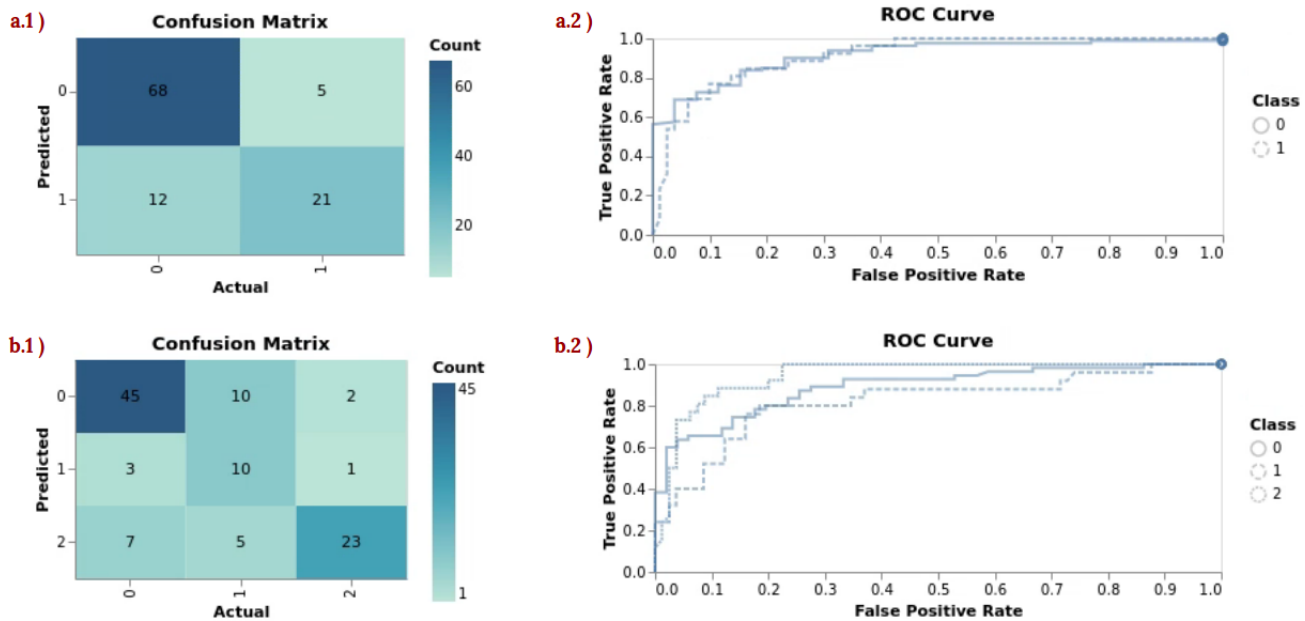 a.1 )
Confusion Matrix
Predicted
0
1
68
5
12
21
0
1
Actual
Count
60
40
20
a.2 )
ROC Curve
True Positive Rate
1.0
0.8
0.6
0.4
0.2
0.0
0.0 0.1 0.2 0.3 0.4 0.5 0.6 0.7 0.8 0.9 1.0
False Positive Rate
Class
0
1
b.1 )
Confusion Matrix
Predicted
0
1
2
45
10
2
3
10
1
7
5
23
0
1
2
Actual
Count
45
1
b.2 )
ROC Curve
True Positive Rate
1.0
0.8
0.6
0.4
0.2
0.0
0.0 0.1 0.2 0.3 0.4 0.5 0.6 0.7 0.8 0.9 1.0
False Positive Rate
Class
0
1
2